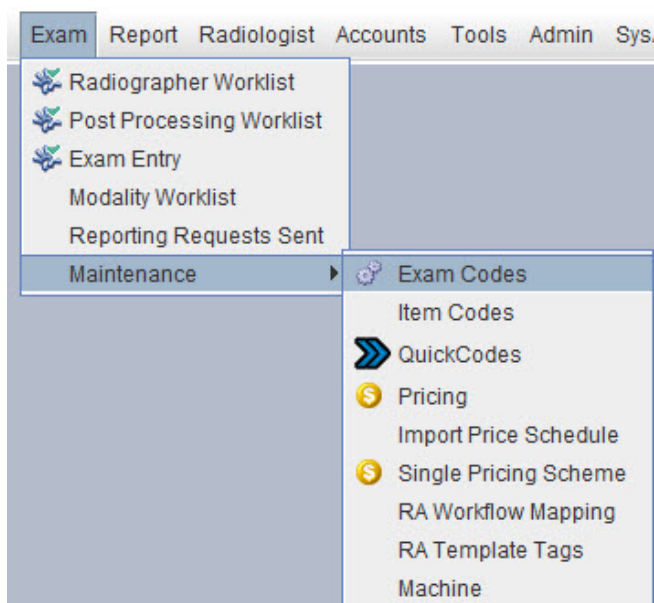 Exam Report Radiologist Accounts Tools Admin Sys.
Radiographer Worklist
Post Processing Worklist
Exam Entry
Modality Worklist
Reporting Requests Sent
Maintenance
Exam Codes
Item Codes
QuickCodes
Pricing
Import Price Schedule
Single Pricing Scheme
RA Workflow Mapping
RA Template Tags
Machine